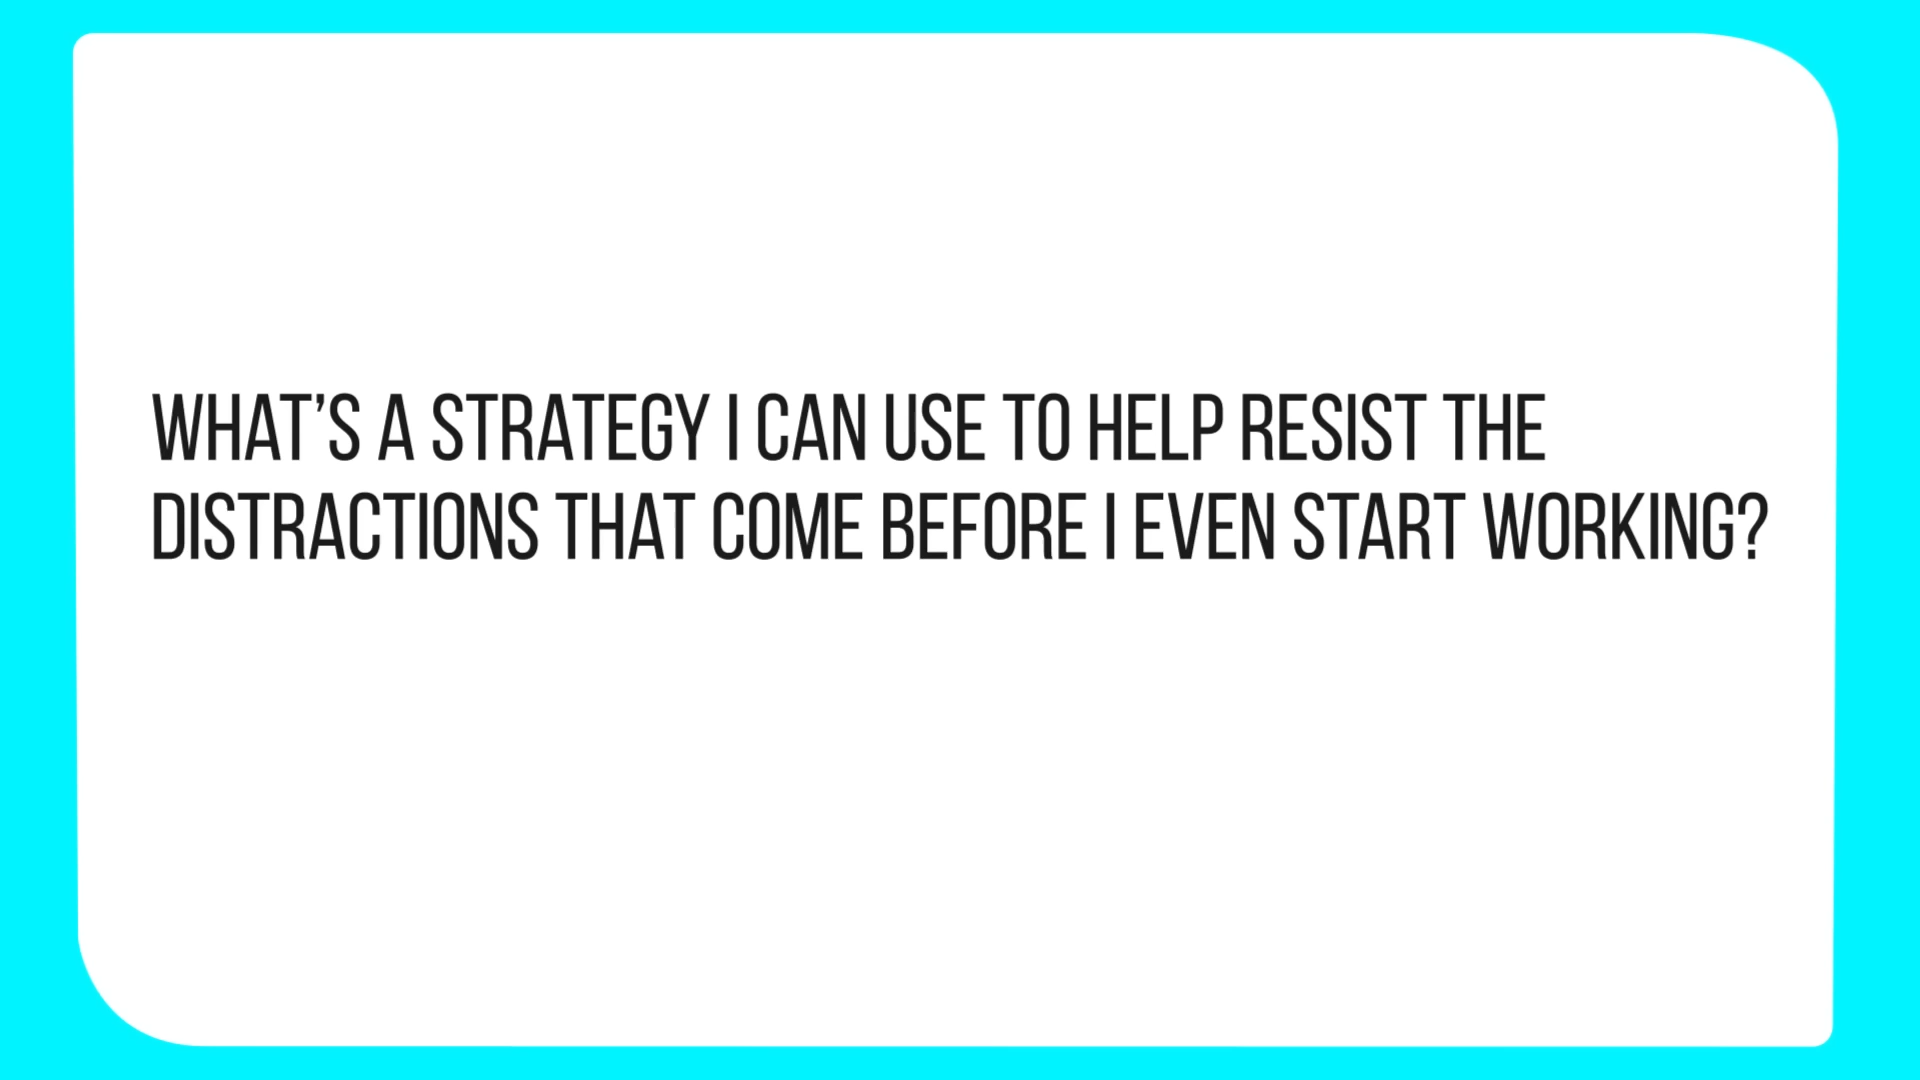 WHAT’S A STRATEGY I CAN USE TO HELP RESIST THE
DISTRACTIONS THAT COME BEFORE I EVEN START WORKING?